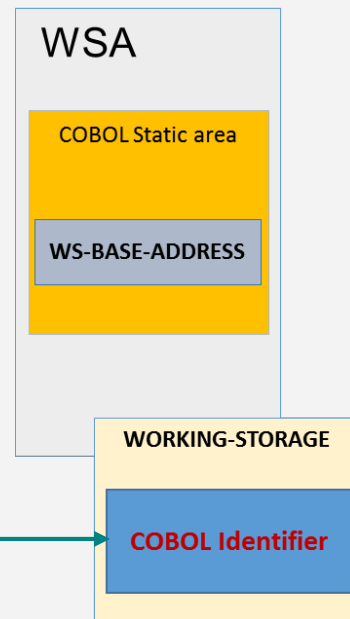 WSA
COBOL Static area
WS-BASE-ADDRESS
WORKING-STORAGE
COBOL Identifier